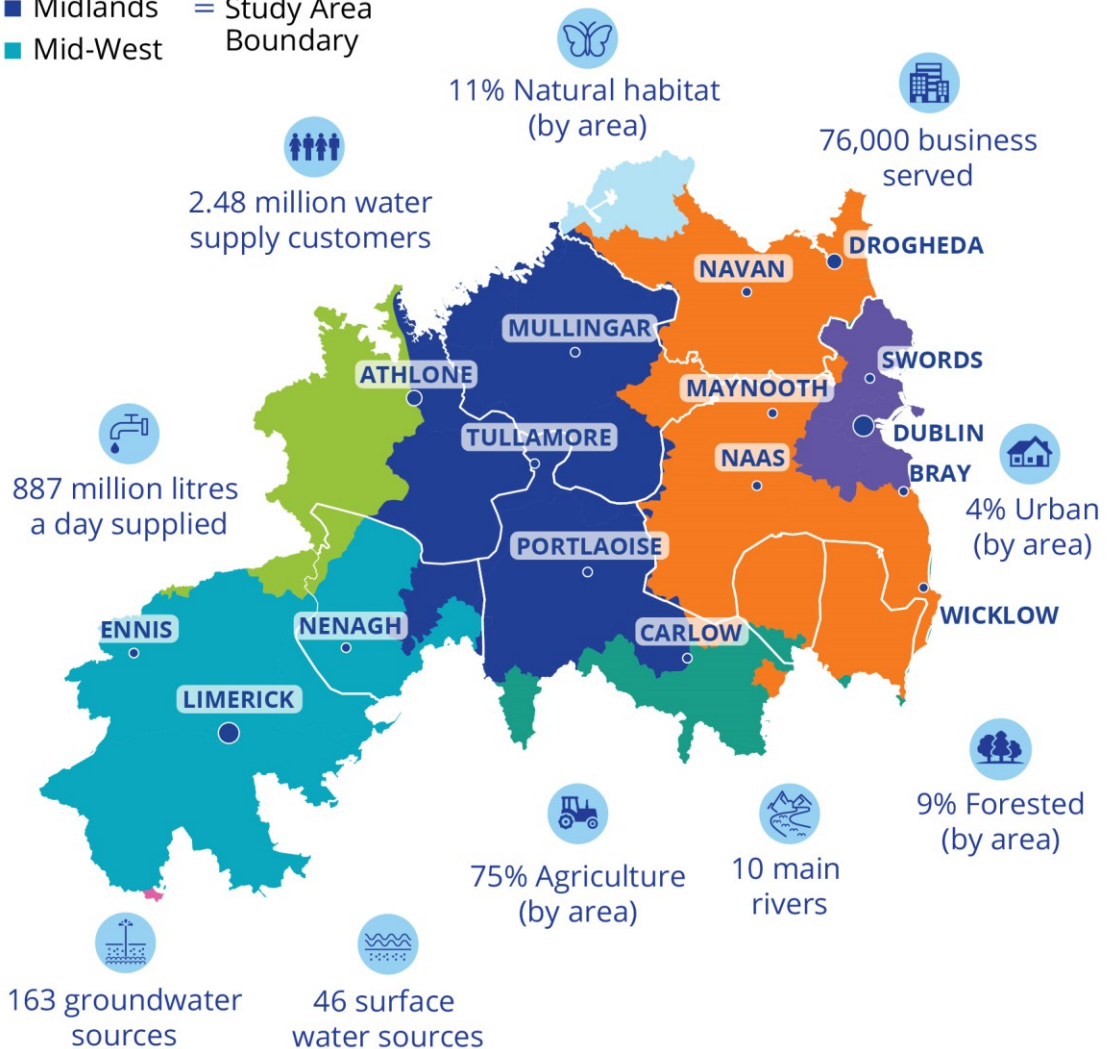 Midlands
Study Area
Boundary
Mid-West
11% Natural habitat
(by area)
76,000 business
served
2.48 million water
supply customers
DROGHEDA
NAVAN
MULLINGAR
SWORDS
ATHLONE
MAYNOOTH
TULLAMORE
DUBLIN
NAAS
BRAY
887 million litres
a day supplied
4% Urban
(by area)
PORTLAOISE
WICKLOW
ENNIS
NENAGH
CARLOW
LIMERICK
9% Forested
(by area)
75% Agriculture
(by area)
10 main
rivers
163 groundwater
sources
46 surface
water sources